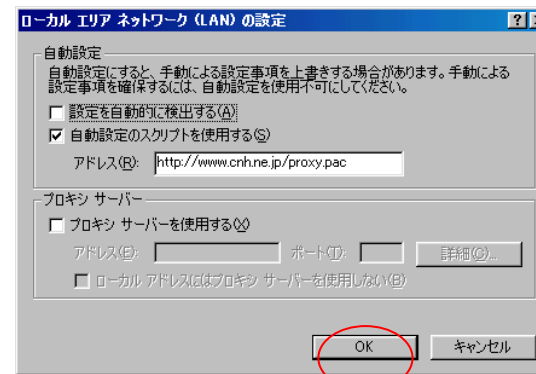 ローカル エリア ネットワーク (LAN) の設定
自動設定
自動設定にすると、手動による設定事項を上書きする場合があります。手動による
設定事項を確保するには、自動設定を使用不可にしてください。
設定を自動的に検出する(A)
自動設定のスクリプトを使用する(S)
アドレス(R): http://www.cnh.ne.jp/proxy.pac
プロキシ サーバー
プロキシ サーバーを使用する(X)
アドレス(E): ポート(T): 詳細(C)...
ローカル アドレスにはプロキシ サーバーを使用しない(B)
OK キャンセル